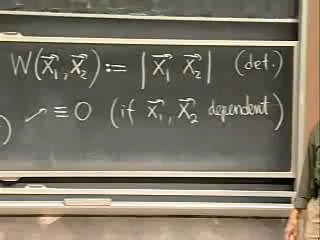 W(x⃗₁, x⃗₂) := | x⃗₁ x⃗₂ | (det.)
) ↗ ≡ 0 (if x⃗₁, x⃗₂ dependent)